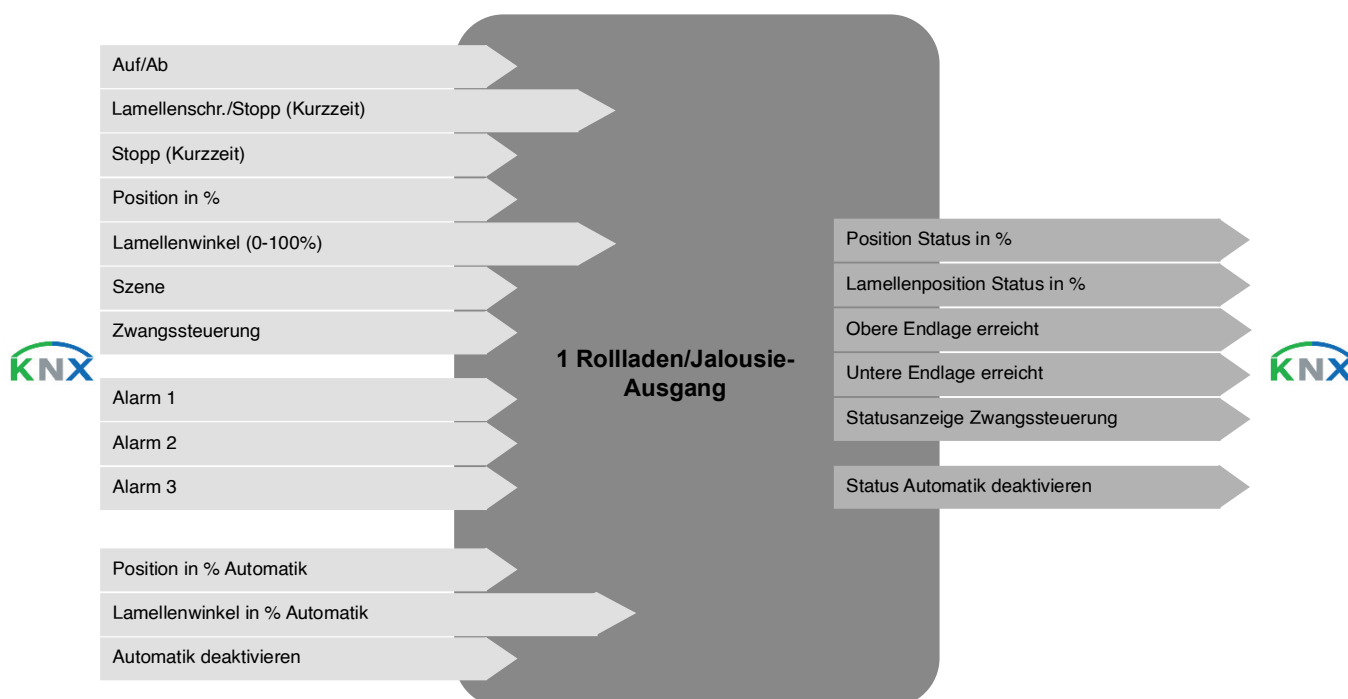 Auf/Ab
Lamellenschr./Stopp (Kurzzeit)
Stopp (Kurzzeit)
Position in %
Lamellenwinkel (0-100%)
Szene
Zwangssteuerung
KNX
Alarm 1
Alarm 2
Alarm 3
Position in % Automatik
Lamellenwinkel in % Automatik
Automatik deaktivieren
1 Rollladen/Jalousie-
Ausgang
Position Status in %
Lamellenposition Status in %
Obere Endlage erreicht
Untere Endlage erreicht
Statusanzeige Zwangssteuerung
Status Automatik deaktivieren
KNX